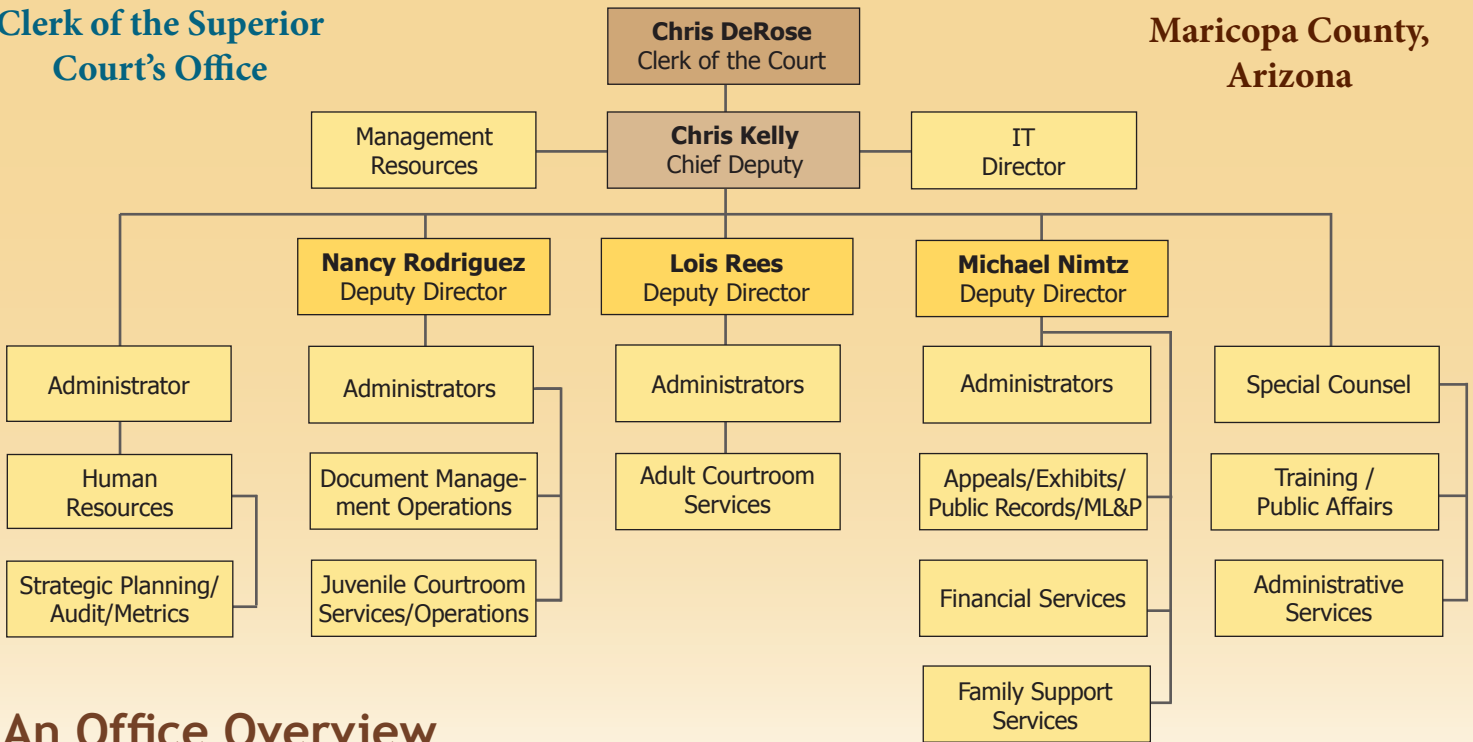 Clerk of the Superior
Court's Office
Maricopa County,
Arizona
Chris DeRose
Clerk of the Court
Management
Resources
Chris Kelly
Chief Deputy
IT
Director
Nancy Rodriguez
Deputy Director
Lois Rees
Deputy Director
Michael Nimtz
Deputy Director
Administrator
Human
Resources
Strategic Planning/
Audit/Metrics
Administrators
Document Manage-
ment Operations
Juvenile Courtroom
Services/Operations
Administrators
Adult Courtroom
Services
Administrators
Appeals/Exhibits/
Public Records/ML&P
Financial Services
Family Support
Services
Special Counsel
Training /
Public Affairs
Administrative
Services
An Office Overview